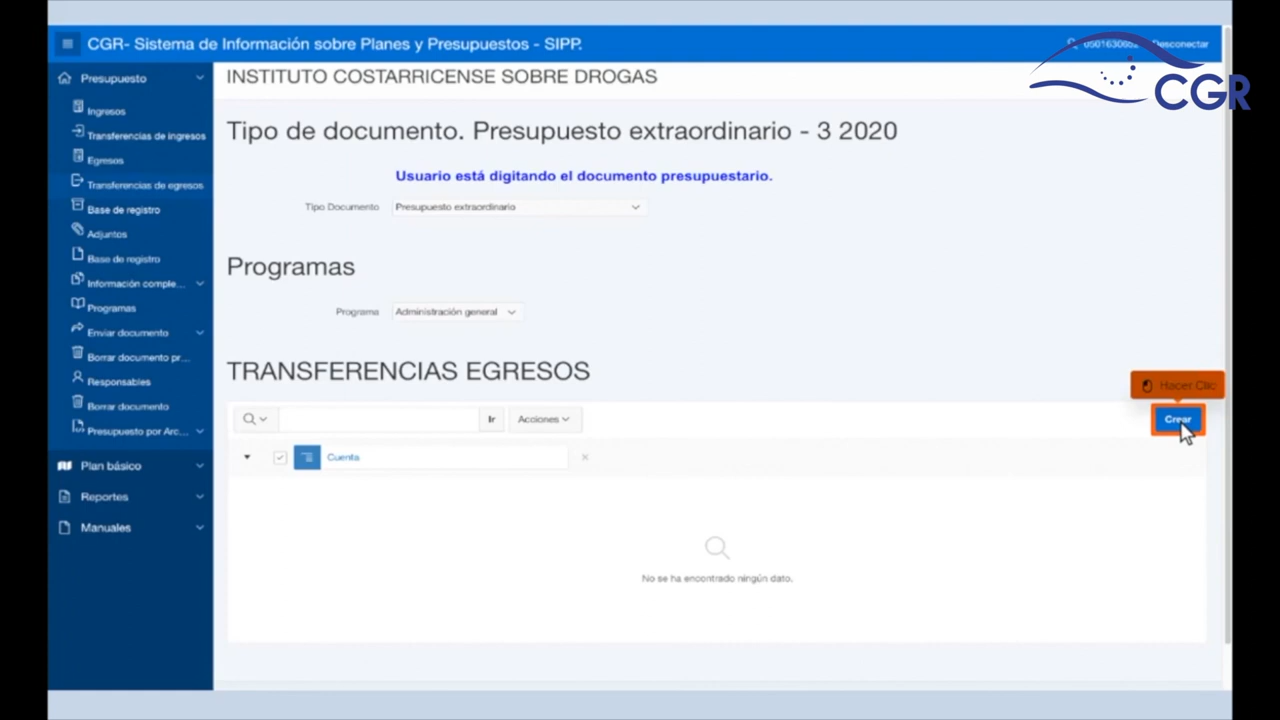 CGR- Sistema de Información sobre Planes y Presupuestos - SIPP.
Desconectar
CGR
Presupuesto
Ingresos
Transferencias de ingresos
Egresos
Transferencias de egresos
Base de registro
Adjuntos
Base de registro
Información comple...
Programas
Enviar documento
Borrar documento pr...
Responsables
Borrar documento
Presupuesto por Arc...
Plan básico
Reportes
Manuales
INSTITUTO COSTARRICENSE SOBRE DROGAS
Tipo de documento. Presupuesto extraordinario - 3 2020
Usuario está digitando el documento presupuestario.
Tipo Documento Presupuesto extraordinario
Programas
Programa Administración general
TRANSFERENCIAS EGRESOS
Hacer Clic
Ir Acciones Crear
Cuenta
No se ha encontrado ningún dato.